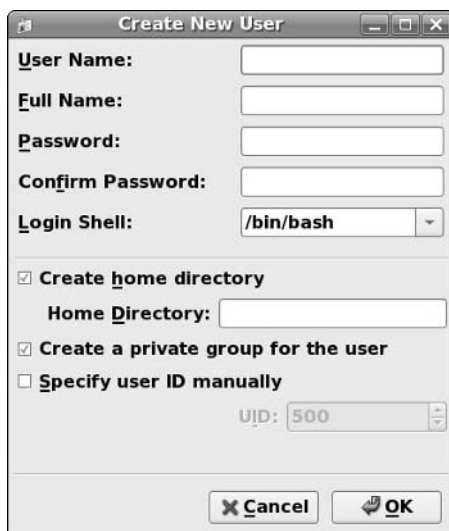 Create New User
User Name:
Full Name:
Password:
Confirm Password:
Login Shell: /bin/bash
Create home directory
Home Directory:
Create a private group for the user
Specify user ID manually
UID: 500
Cancel OK